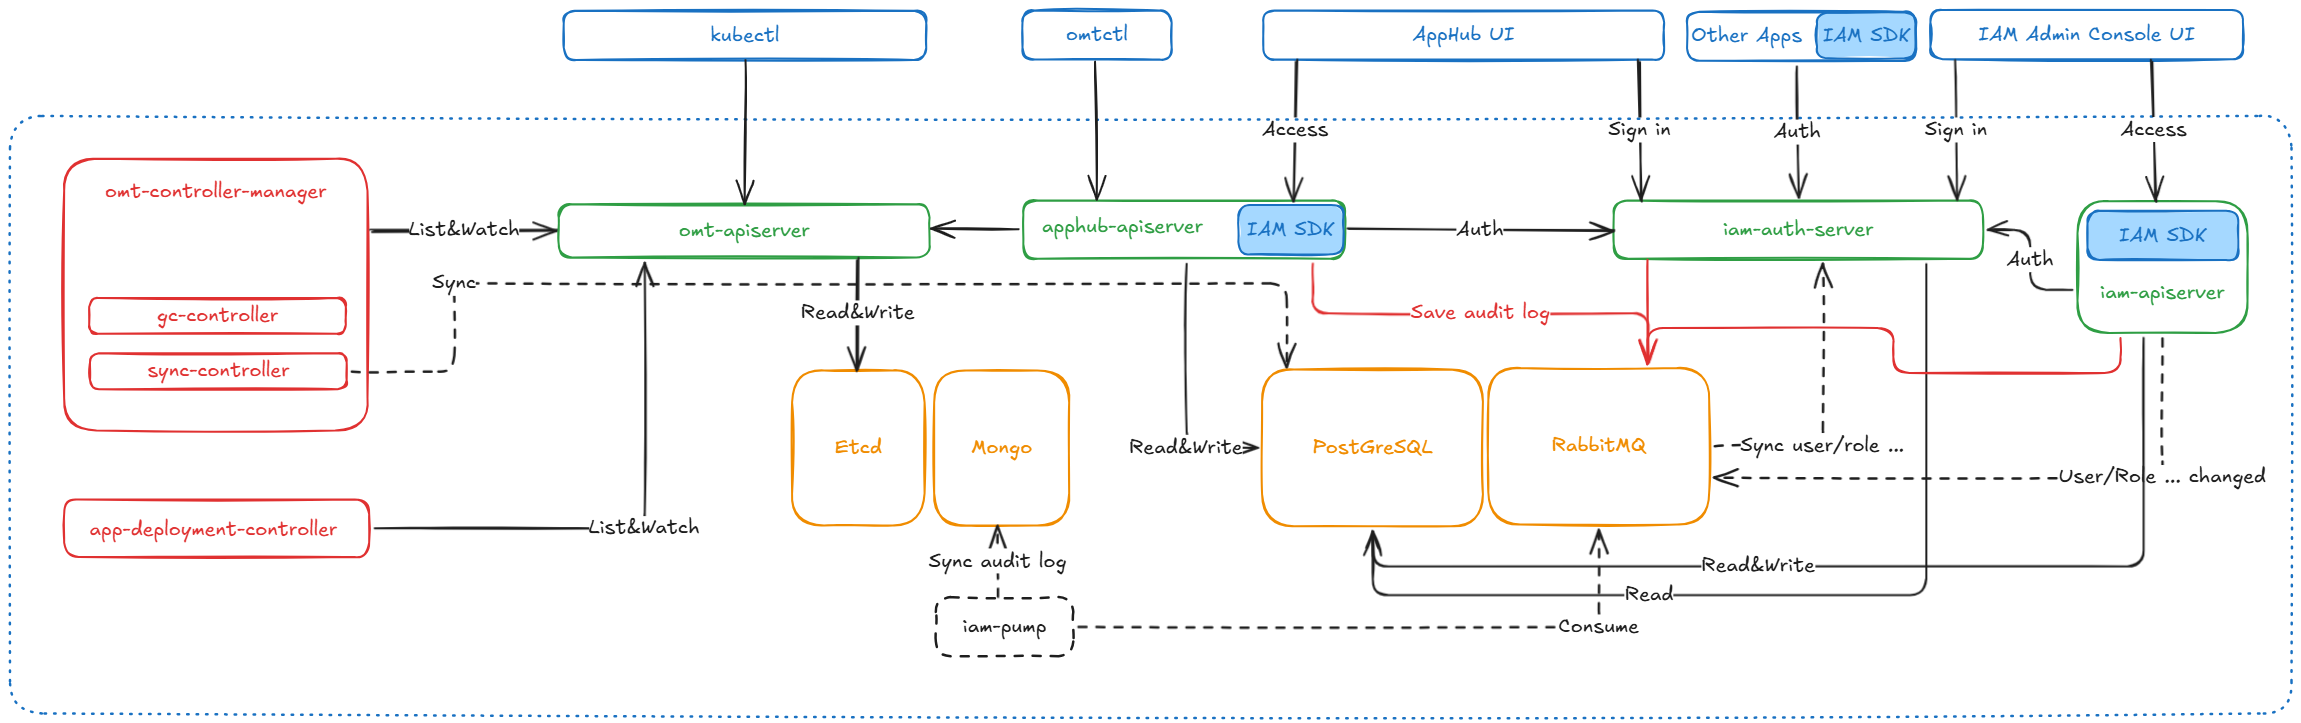 kubectl
omtctl
AppHub UI
Other Apps
IAM SDK
IAM Admin Console UI
Access
Sign in
Auth
Sign in
Access
omt-controller-manager
List&Watch
omt-apiserver
apphub-apiserver
IAM SDK
Auth
iam-auth-server
IAM SDK
Auth
iam-apiserver
Sync
gc-controller
Read&Write
Save audit log
sync-controller
Etcd
Mongo
Read&Write
PostGreSQL
RabbitMQ
Sync user/role ...
User/Role ... changed
app-deployment-controller
List&Watch
Sync audit log
Read&Write
Read
iam-pump
Consume